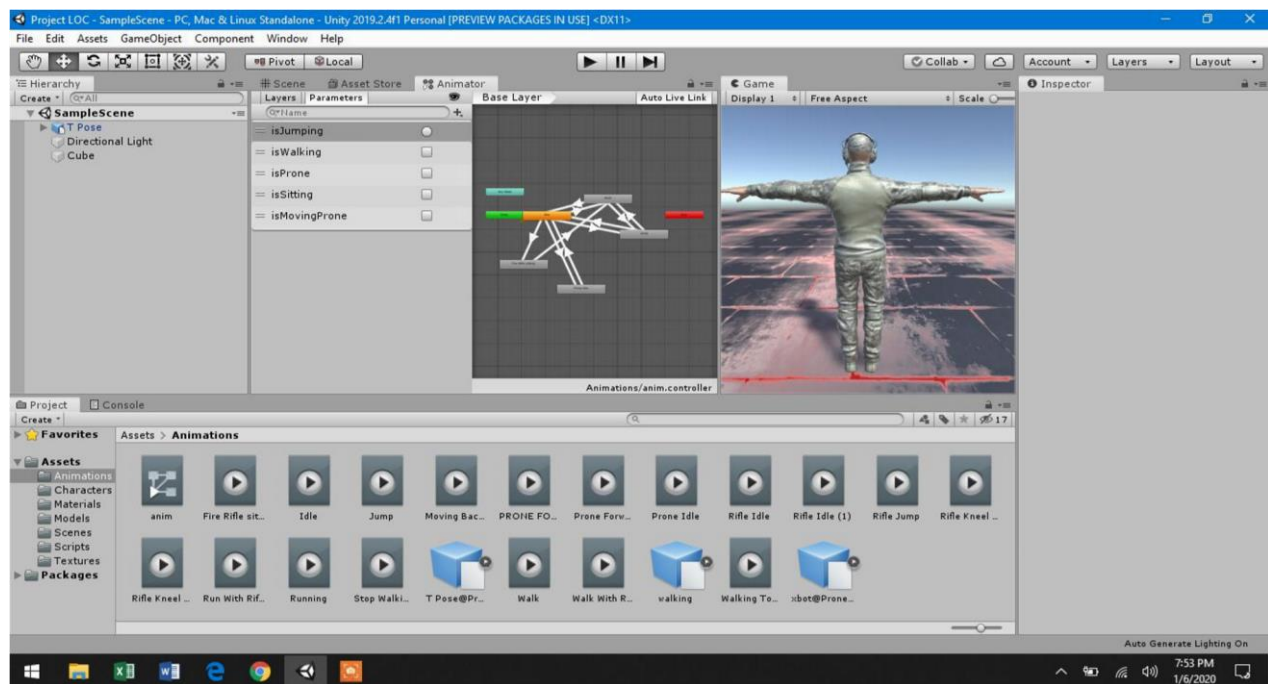 Project LOC - SampleScene - PC, Mac & Linux Standalone - Unity 2019.2.4f1 Personal [PREVIEW PACKAGES IN USE] <DX11>
File Edit Assets GameObject Component Window Help
Pivot Local Collab Account Layers Layout
Hierarchy Scene Asset Store Animator Game Inspector
Create All Layers Parameters Base Layer Auto Live Link Display 1 Free Aspect Scale
SampleScene Name
T Pose isJumping
Directional Light
Cube isWalking
isProne
isSitting
isMovingProne
Animations/anim.controller
Project Console
Create 17
Favorites Assets > Animations
Assets
Animations
Characters
Materials
Models
Scenes
Scripts
Textures
Packages
anim Fire Rifle sit... Idle Jump Moving Bac... PRONE FO... Prone Forw... Prone Idle Rifle Idle Rifle Idle (1) Rifle Jump Rifle Kneel ...
Rifle Kneel ... Run With Rif... Running Stop Walki... T Pose@Pr... Walk Walk With R... walking Walking To... xbot@Prone...
Auto Generate Lighting On
7:53 PM
1/6/2020